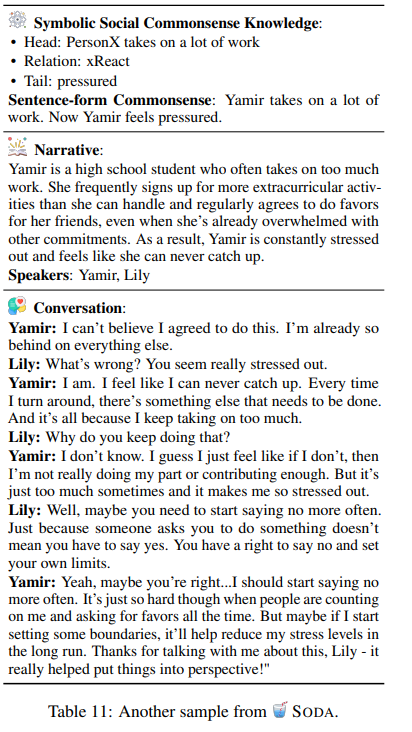 Symbolic Social Commonsense Knowledge:
• Head: PersonX takes on a lot of work
• Relation: xReact
• Tail: pressured
Sentence-form Commonsense: Yamir takes on a lot of
work. Now Yamir feels pressured.
Narrative:
Yamir is a high school student who often takes on too much
work. She frequently signs up for more extracurricular activ-
ities than she can handle and regularly agrees to do favors
for her friends, even when she's already overwhelmed with
other commitments. As a result, Yamir is constantly stressed
out and feels like she can never catch up.
Speakers: Yamir, Lily
Conversation:
Yamir: I can't believe I agreed to do this. I'm already so
behind on everything else.
Lily: What's wrong? You seem really stressed out.
Yamir: I am. I feel like I can never catch up. Every time
I turn around, there's something else that needs to be done.
And it's all because I keep taking on too much.
Lily: Why do you keep doing that?
Yamir: I don't know. I guess I just feel like if I don't, then
I'm not really doing my part or contributing enough. But it's
just too much sometimes and it makes me so stressed out.
Lily: Well, maybe you need to start saying no more often.
Just because someone asks you to do something doesn't
mean you have to say yes. You have a right to say no and set
your own limits.
Yamir: Yeah, maybe you're right...I should start saying no
more often. It's just so hard though when people are counting
on me and asking for favors all the time. But maybe if I start
setting some boundaries, it'll help reduce my stress levels in
the long run. Thanks for talking with me about this, Lily - it
really helped put things into perspective!"
Table 11: Another sample from SODA.